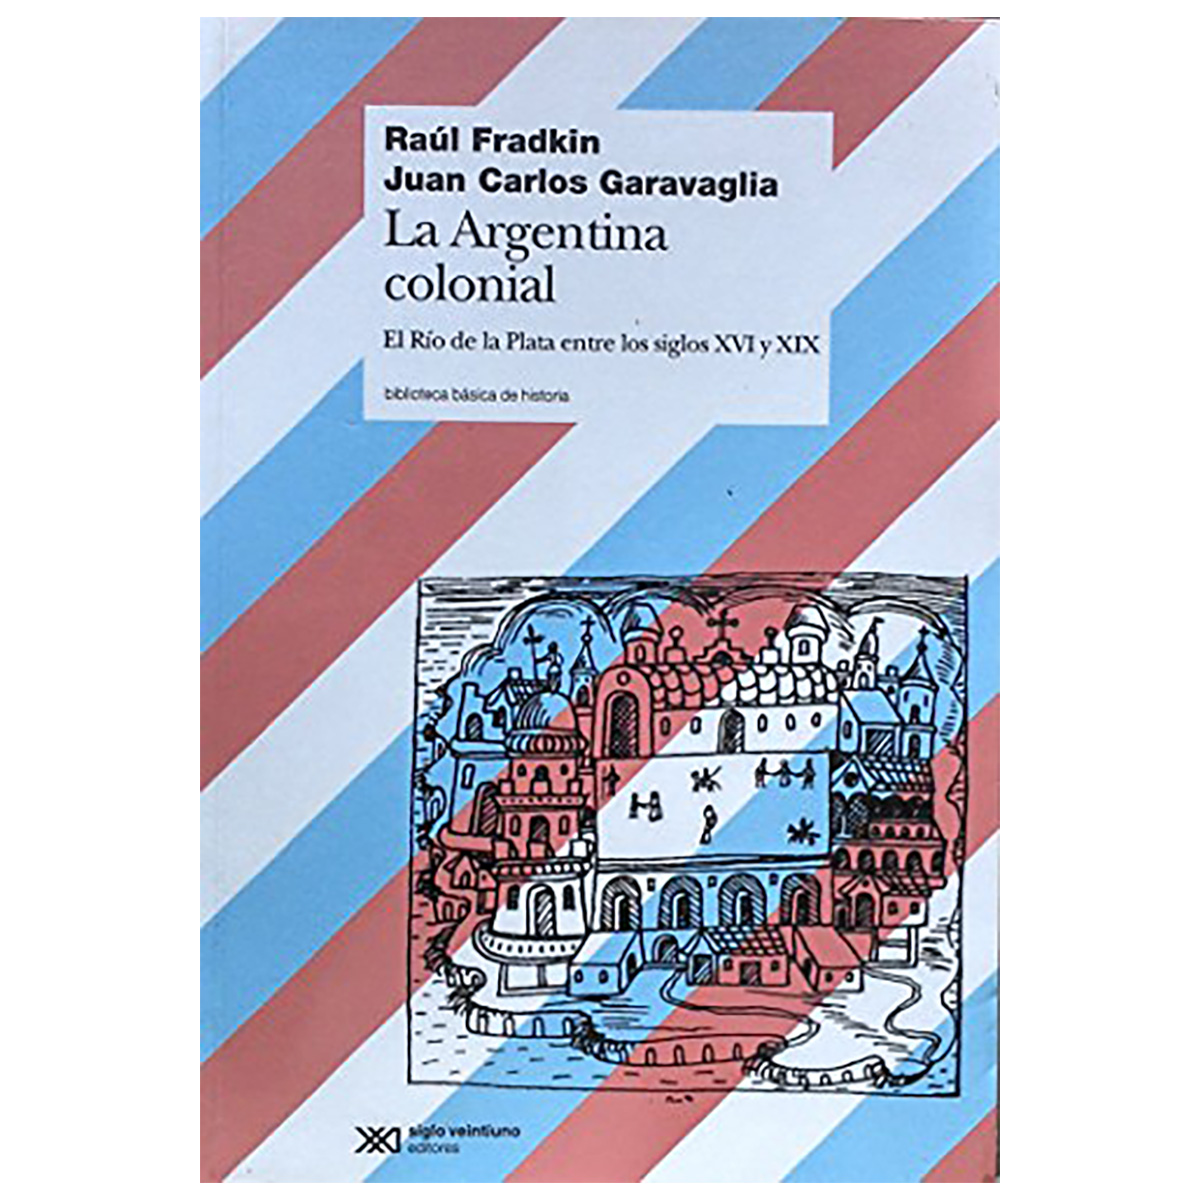 Raúl Fradkin
Juan Carlos Garavaglia
La Argentina
colonial
El Río de la Plata entre los siglos XVI y XIX
biblioteca básica de historia
siglo veintiuno
editores